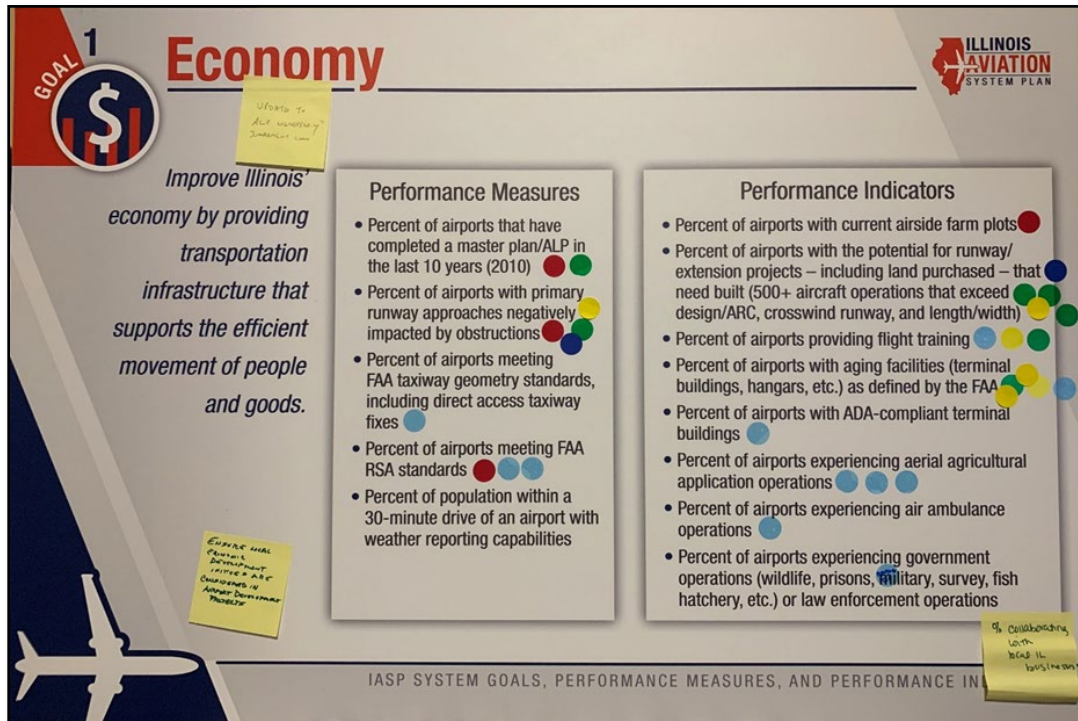 GOAL 1
Economy
ILLINOIS
AVIATION
SYSTEM PLAN
UPDATE TO
ALP
Improve Illinois'
economy by providing
transportation
infrastructure that
supports the efficient
movement of people
and goods.
Performance Measures
• Percent of airports that have
completed a master plan/ALP in
the last 10 years (2010)
• Percent of airports with primary
runway approaches negatively
impacted by obstructions
• Percent of airports meeting
FAA taxiway geometry standards,
including direct access taxiway
fixes
• Percent of airports meeting FAA
RSA standards
• Percent of population within a
30-minute drive of an airport with
weather reporting capabilities
Performance Indicators
• Percent of airports with current airside farm plots
• Percent of airports with the potential for runway/
extension projects – including land purchased – that
need built (500+ aircraft operations that exceed
design/ARC, crosswind runway, and length/width)
• Percent of airports providing flight training
• Percent of airports with aging facilities (terminal
buildings, hangars, etc.) as defined by the FAA
• Percent of airports with ADA-compliant terminal
buildings
• Percent of airports experiencing aerial agricultural
application operations
• Percent of airports experiencing air ambulance
operations
• Percent of airports experiencing government
operations (wildlife, prisons, military, survey, fish
hatchery, etc.) or law enforcement operations
ENSURE LOCAL
ECONOMIC
DEVELOPMENT
ARE
CONSIDERED IN
AIRPORT DEVELOPMENT
PROJECTS
% collaborating
with
local IL
business
IASP SYSTEM GOALS, PERFORMANCE MEASURES, AND PERFORMANCE IN